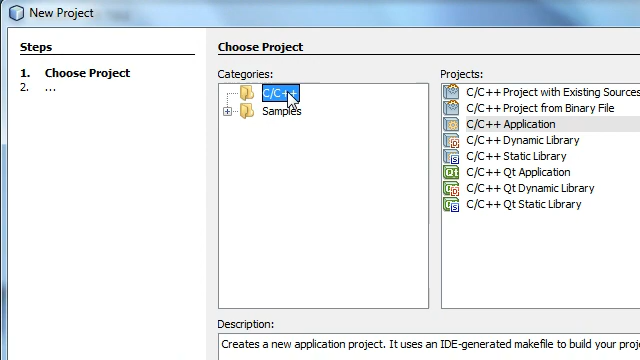 New Project
Steps
1. Choose Project
2. ...
Choose Project
Categories:
C/C++
Samples
Projects:
C/C++ Project with Existing Sources
C/C++ Project from Binary File
C/C++ Application
C/C++ Dynamic Library
C/C++ Static Library
C/C++ Qt Application
C/C++ Qt Dynamic Library
C/C++ Qt Static Library
Description:
Creates a new application project. It uses an IDE-generated makefile to build your proj